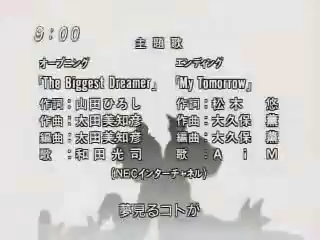 9:00
主題歌
オープニング
「The Biggest Dreamer」
作詞：山田ひろし
作曲：太田美知彦
編曲：太田美知彦
歌：和田光司
エンディング
「My Tomorrow」
作詞：松木悠
作曲：大久保薫
編曲：大久保薫
歌：AiM
(NECインターチャネル)
夢見るコトが